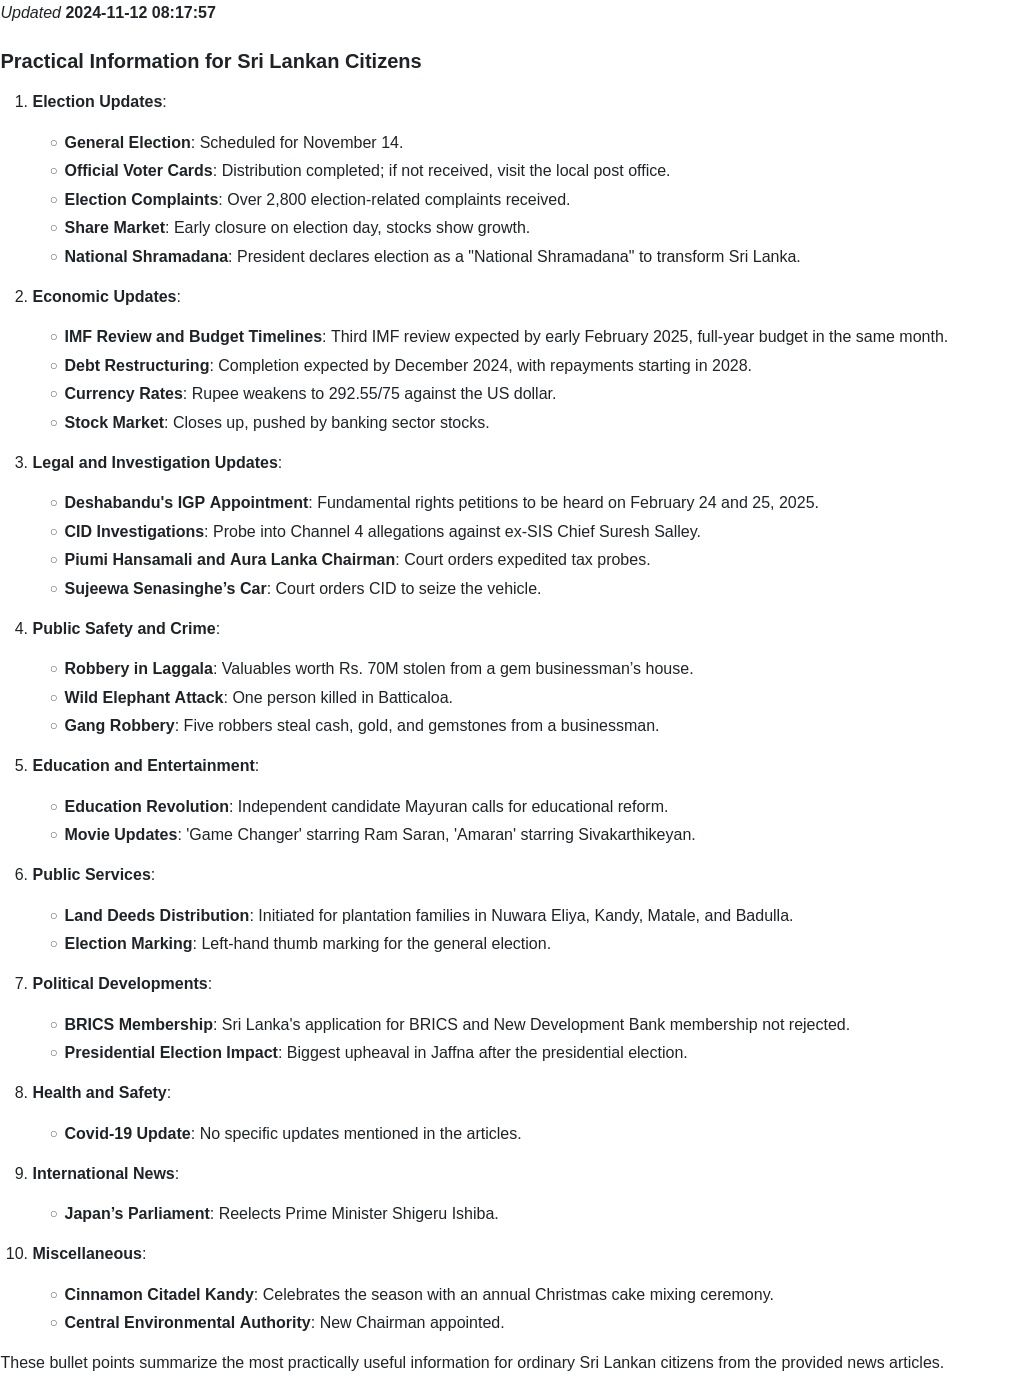 Updated 2024-11-12 08:17:57
Practical Information for Sri Lankan Citizens
1. Election Updates:
○ General Election: Scheduled for November 14.
○ Official Voter Cards: Distribution completed; if not received, visit the local post office.
○ Election Complaints: Over 2,800 election-related complaints received.
○ Share Market: Early closure on election day, stocks show growth.
○ National Shramadana: President declares election as a "National Shramadana" to transform Sri Lanka.
2. Economic Updates:
○ IMF Review and Budget Timelines: Third IMF review expected by early February 2025, full-year budget in the same month.
○ Debt Restructuring: Completion expected by December 2024, with repayments starting in 2028.
○ Currency Rates: Rupee weakens to 292.55/75 against the US dollar.
○ Stock Market: Closes up, pushed by banking sector stocks.
3. Legal and Investigation Updates:
○ Deshabandu's IGP Appointment: Fundamental rights petitions to be heard on February 24 and 25, 2025.
○ CID Investigations: Probe into Channel 4 allegations against ex-SIS Chief Suresh Salley.
○ Piumi Hansamali and Aura Lanka Chairman: Court orders expedited tax probes.
○ Sujeewa Senasinghe’s Car: Court orders CID to seize the vehicle.
4. Public Safety and Crime:
○ Robbery in Laggala: Valuables worth Rs. 70M stolen from a gem businessman’s house.
○ Wild Elephant Attack: One person killed in Batticaloa.
○ Gang Robbery: Five robbers steal cash, gold, and gemstones from a businessman.
5. Education and Entertainment:
○ Education Revolution: Independent candidate Mayuran calls for educational reform.
○ Movie Updates: 'Game Changer' starring Ram Saran, 'Amaran' starring Sivakarthikeyan.
6. Public Services:
○ Land Deeds Distribution: Initiated for plantation families in Nuwara Eliya, Kandy, Matale, and Badulla.
○ Election Marking: Left-hand thumb marking for the general election.
7. Political Developments:
○ BRICS Membership: Sri Lanka's application for BRICS and New Development Bank membership not rejected.
○ Presidential Election Impact: Biggest upheaval in Jaffna after the presidential election.
8. Health and Safety:
○ Covid-19 Update: No specific updates mentioned in the articles.
9. International News:
○ Japan’s Parliament: Reelects Prime Minister Shigeru Ishiba.
10. Miscellaneous:
○ Cinnamon Citadel Kandy: Celebrates the season with an annual Christmas cake mixing ceremony.
○ Central Environmental Authority: New Chairman appointed.
These bullet points summarize the most practically useful information for ordinary Sri Lankan citizens from the provided news articles.